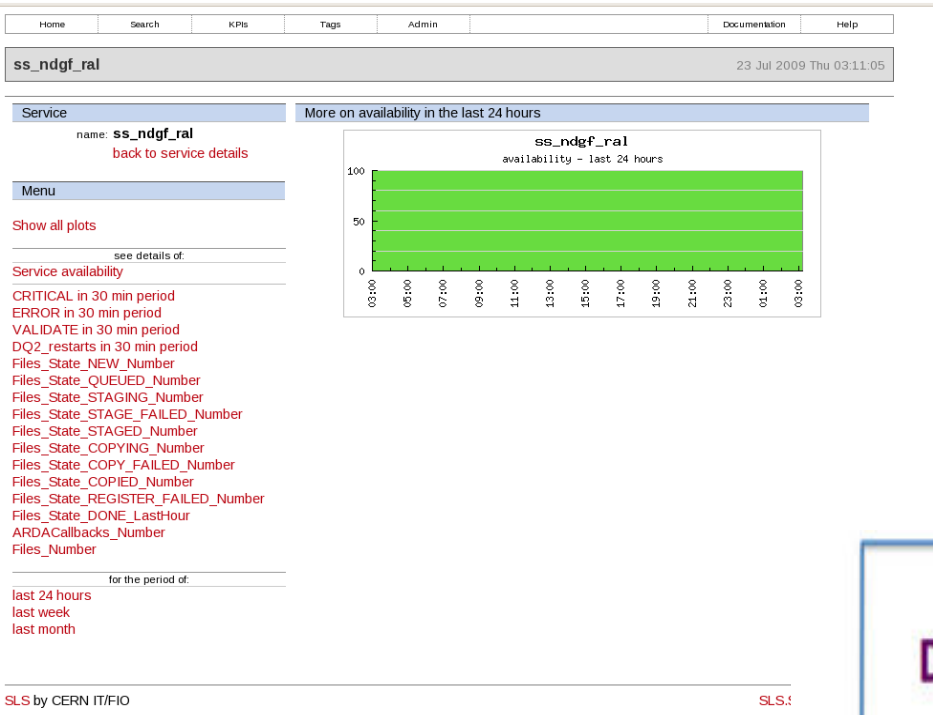 Home Search KPIs Tags Admin Documentation Help
ss_ndgf_ral 23 Jul 2009 Thu 03:11:05
Service
name: ss_ndgf_ral
back to service details
Menu
Show all plots
see details of:
Service availability
CRITICAL in 30 min period
ERROR in 30 min period
VALIDATE in 30 min period
DQ2_restarts in 30 min period
Files_State_NEW_Number
Files_State_QUEUED_Number
Files_State_STAGING_Number
Files_State_STAGE_FAILED_Number
Files_State_STAGED_Number
Files_State_COPYING_Number
Files_State_COPY_FAILED_Number
Files_State_COPIED_Number
Files_State_REGISTER_FAILED_Number
Files_State_DONE_LastHour
ARDACallbacks_Number
Files_Number
for the period of:
last 24 hours
last week
last month
More on availability in the last 24 hours
ss_ndgf_ral
availability - last 24 hours
100
50
0
03:00 05:00 07:00 09:00 11:00 13:00 15:00 17:00 19:00 21:00 23:00 01:00 03:00
SLS by CERN IT/FIO SLS.